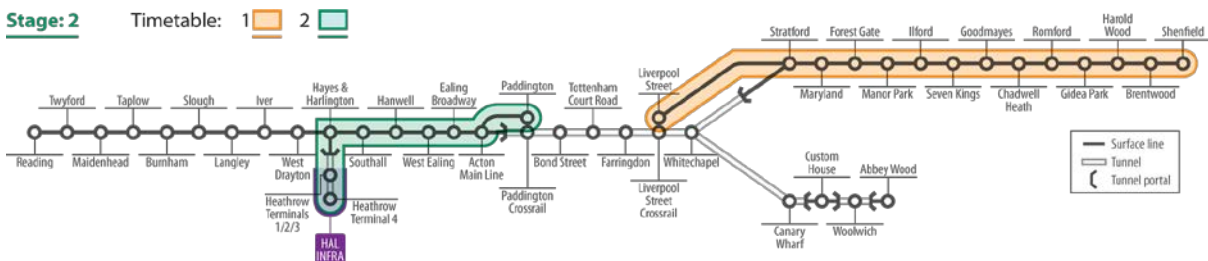 Stage: 2
Timetable: 1 2
Twyford
Taplow
Slough
Iver
Hayes &
Harlington
Hanwell
Ealing
Broadway
Paddington
Tottenham
Court Road
Liverpool
Street
Stratford
Forest Gate
Ilford
Goodmayes
Romford
Harold
Wood
Shenfield
Reading
Maidenhead
Burnham
Langley
West
Drayton
Southall
West Ealing
Acton
Main Line
Bond Street
Farringdon
Whitechapel
Maryland
Manor Park
Seven Kings
Chadwell
Heath
Gidea Park
Brentwood
Heathrow
Terminals
1/2/3
Heathrow
Terminal 4
Paddington
Crossrail
Liverpool
Street
Crossrail
Custom
House
Abbey Wood
Canary
Wharf
Woolwich
HAL
INFRA
Surface line
Tunnel
Tunnel portal